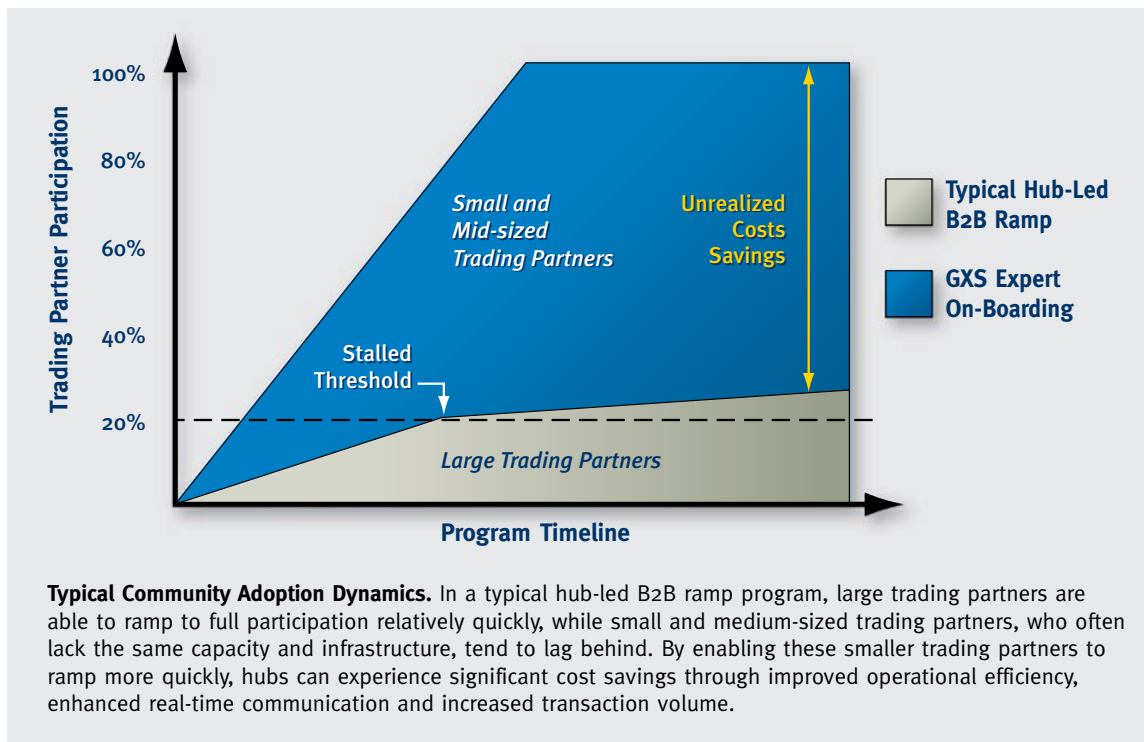 100%
80%
60%
40%
20%
Trading Partner Participation
Small and
Mid-sized
Trading Partners
Unrealized
Costs
Savings
Stalled
Threshold
Large Trading Partners
Program Timeline
Typical Hub-Led
B2B Ramp
GXS Expert
On-Boarding
Typical Community Adoption Dynamics. In a typical hub-led B2B ramp program, large trading partners are
able to ramp to full participation relatively quickly, while small and medium-sized trading partners, who often
lack the same capacity and infrastructure, tend to lag behind. By enabling these smaller trading partners to
ramp more quickly, hubs can experience significant cost savings through improved operational efficiency,
enhanced real-time communication and increased transaction volume.